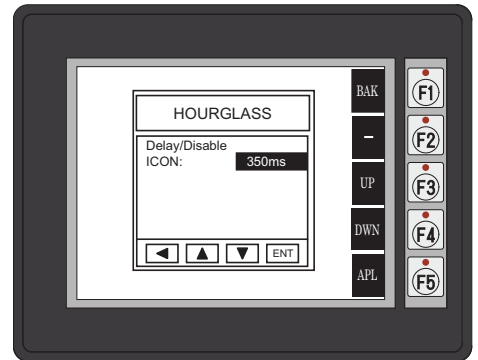 HOURGLASS
Delay/Disable
ICON: 350ms
ENT
BAK
–
UP
DWN
APL
F1
F2
F3
F4
F5